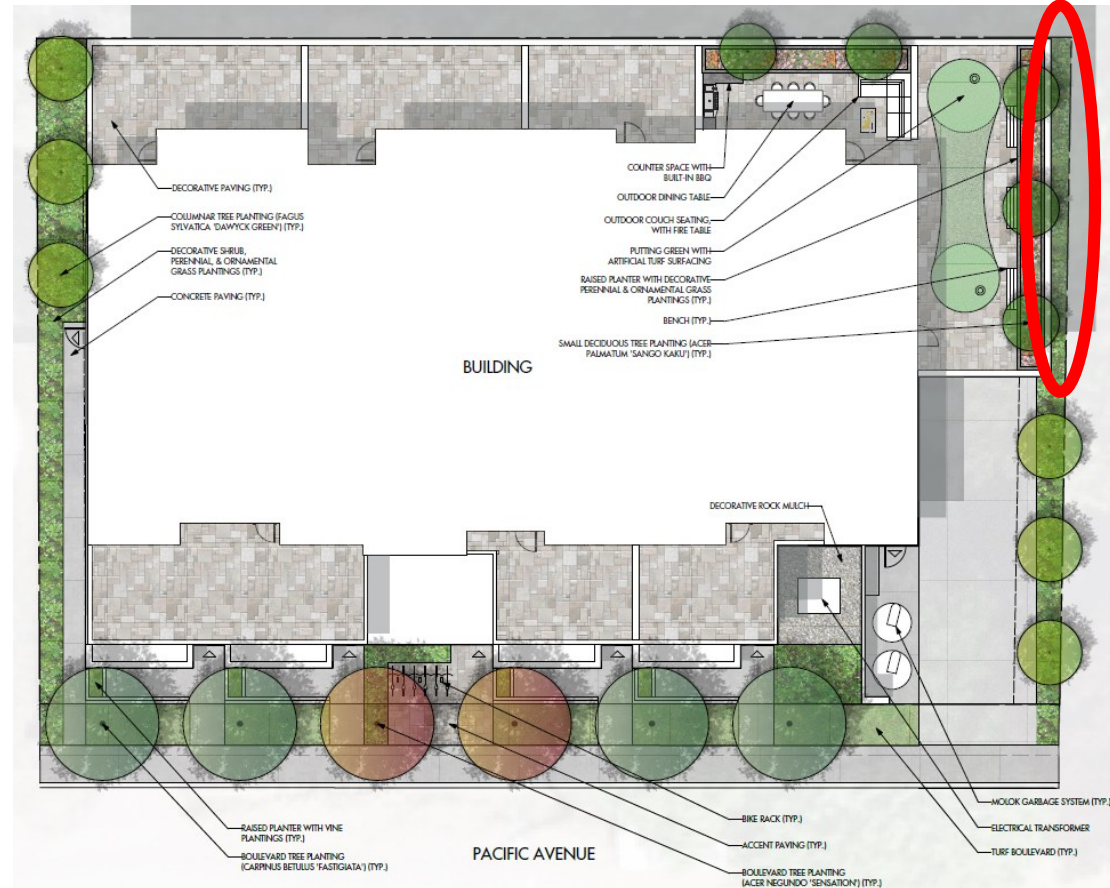 COUNTER SPACE WITH
BUILT-IN BBQ
DECORATIVE PAVING (TYP.)
OUTDOOR DINING TABLE
COLUMNAR TREE PLANTING (FAGUS
SYLVATICA 'DAWYCK GREEN') (TYP.)
OUTDOOR COUCH SEATING,
WITH FIRE TABLE
DECORATIVE SHRUB,
PERENNIAL, & ORNAMENTAL
GRASS PLANTINGS (TYP.)
PUTTING GREEN WITH
ARTIFICIAL TURF SURFACING
CONCRETE PAVING (TYP.)
RAISED PLANTER WITH DECORATIVE
PERENNIAL & ORNAMENTAL GRASS
PLANTINGS (TYP.)
BENCH (TYP.)
SMALL DECIDUOUS TREE PLANTING (ACER
PALMATUM 'SANGO KAKU') (TYP.)
BUILDING
DECORATIVE ROCK MULCH
MOLOK GARBAGE SYSTEM (TYP.)
BIKE RACK (TYP.)
RAISED PLANTER WITH VINE
PLANTINGS (TYP.)
ELECTRICAL TRANSFORMER
ACCENT PAVING (TYP.)
TURF BOULEVARD (TYP.)
PACIFIC AVENUE
BOULEVARD TREE PLANTING
(CARPINUS BETULUS 'FASTIGIATA') (TYP.)
BOULEVARD TREE PLANTING
(ACER NEGUNDO 'SENSATION') (TYP.)